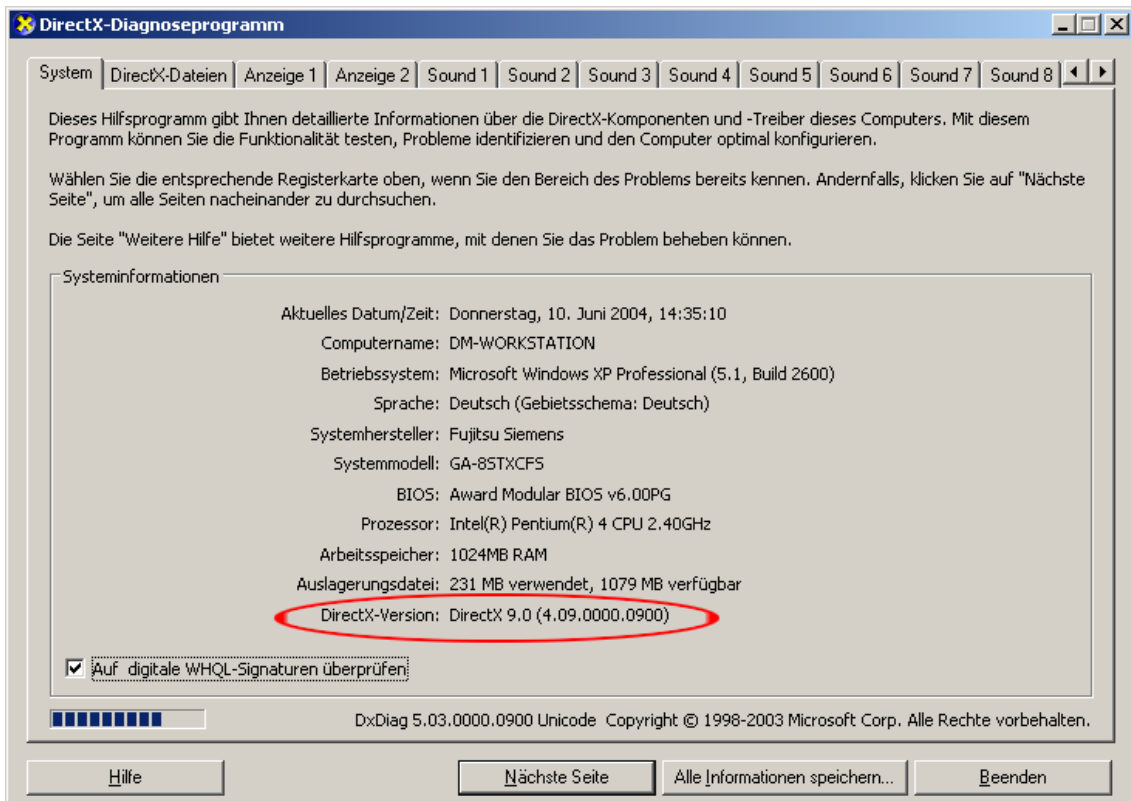 DirectX-Diagnoseprogramm
System DirectX-Dateien Anzeige 1 Anzeige 2 Sound 1 Sound 2 Sound 3 Sound 4 Sound 5 Sound 6 Sound 7 Sound 8
Dieses Hilfsprogramm gibt Ihnen detaillierte Informationen über die DirectX-Komponenten und -Treiber dieses Computers. Mit diesem
Programm können Sie die Funktionalität testen, Probleme identifizieren und den Computer optimal konfigurieren.
Wählen Sie die entsprechende Registerkarte oben, wenn Sie den Bereich des Problems bereits kennen. Andernfalls, klicken Sie auf "Nächste
Seite", um alle Seiten nacheinander zu durchsuchen.
Die Seite "Weitere Hilfe" bietet weitere Hilfsprogramme, mit denen Sie das Problem beheben können.
Systeminformationen
Aktuelles Datum/Zeit: Donnerstag, 10. Juni 2004, 14:35:10
Computername: DM-WORKSTATION
Betriebssystem: Microsoft Windows XP Professional (5.1, Build 2600)
Sprache: Deutsch (Gebietsschema: Deutsch)
Systemhersteller: Fujitsu Siemens
Systemmodell: GA-8STXCFS
BIOS: Award Modular BIOS v6.00PG
Prozessor: Intel(R) Pentium(R) 4 CPU 2.40GHz
Arbeitsspeicher: 1024MB RAM
Auslagerungsdatei: 231 MB verwendet, 1079 MB verfügbar
DirectX-Version: DirectX 9.0 (4.09.0000.0900)
Auf digitale WHQL-Signaturen überprüfen
DxDiag 5.03.0000.0900 Unicode Copyright © 1998-2003 Microsoft Corp. Alle Rechte vorbehalten.
Hilfe Nächste Seite Alle Informationen speichern... Beenden